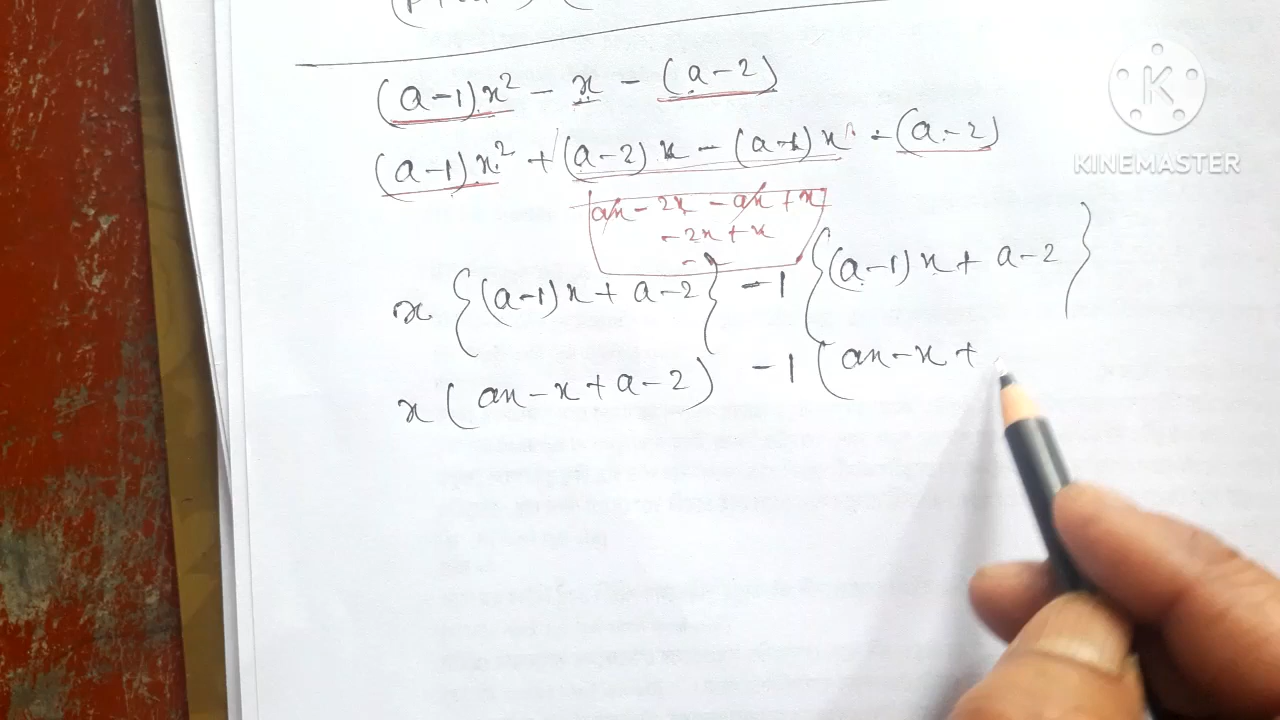 (a-1)x² - x - (a-2)
(a-1)x² + (a-2)x - (a-1)x - (a-2)
ax - 2x - ax + x
-2x + x
x {(a-1)x + a-2} -1 {(a-1)x + a-2}
x (ax-x+a-2) -1 (ax-x+
K
KINEMASTER